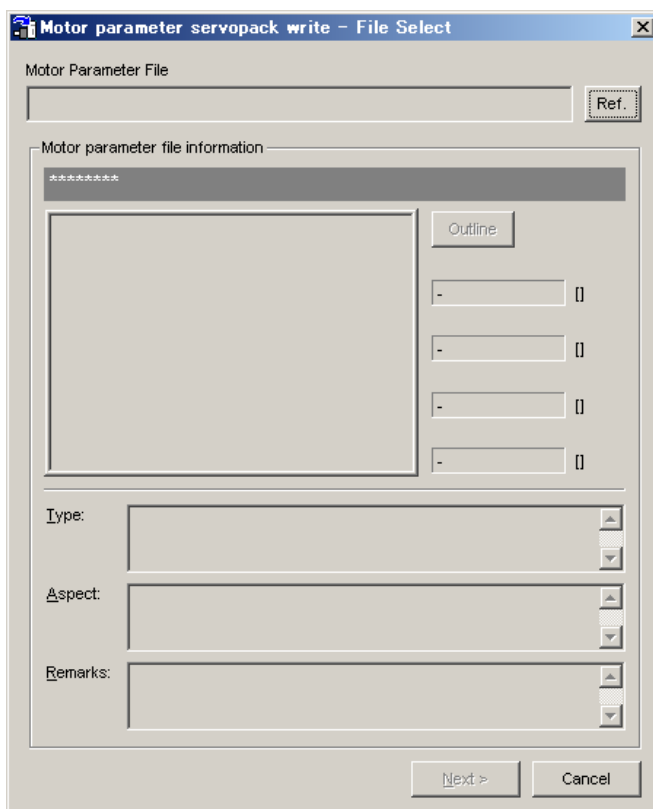 Motor parameter servopack write - File Select
Motor Parameter File
Ref.
Motor parameter file information
********
Outline
- []
- []
- []
- []
Type:
Aspect:
Remarks:
Next >
Cancel